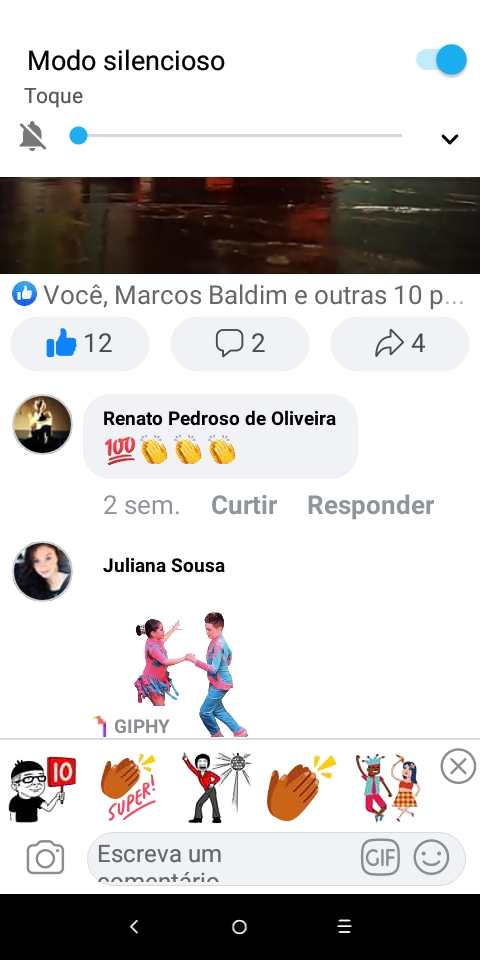 Modo silencioso
Toque
Você, Marcos Baldim e outras 10 p...
12
2
4
Renato Pedroso de Oliveira
💯👏👏👏
2 sem.
Curtir
Responder
Juliana Sousa
GIPHY
10
SUPER!
Escreva um
comentário
GIF